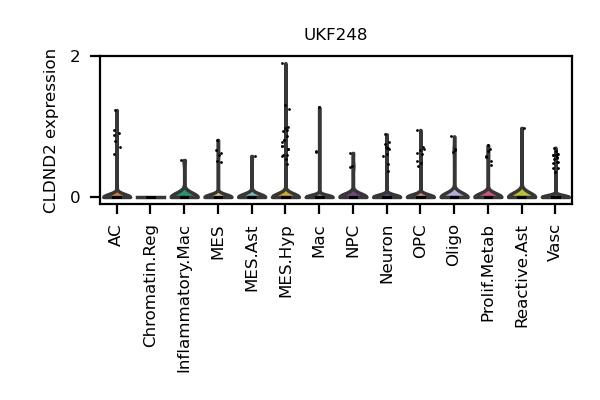 UKF248
CLDND2 expression
2
0
AC
Chromatin.Reg
Inflammatory.Mac
MES
MES.Ast
MES.Hyp
Mac
NPC
Neuron
OPC
Oligo
Prolif.Metab
Reactive.Ast
Vasc